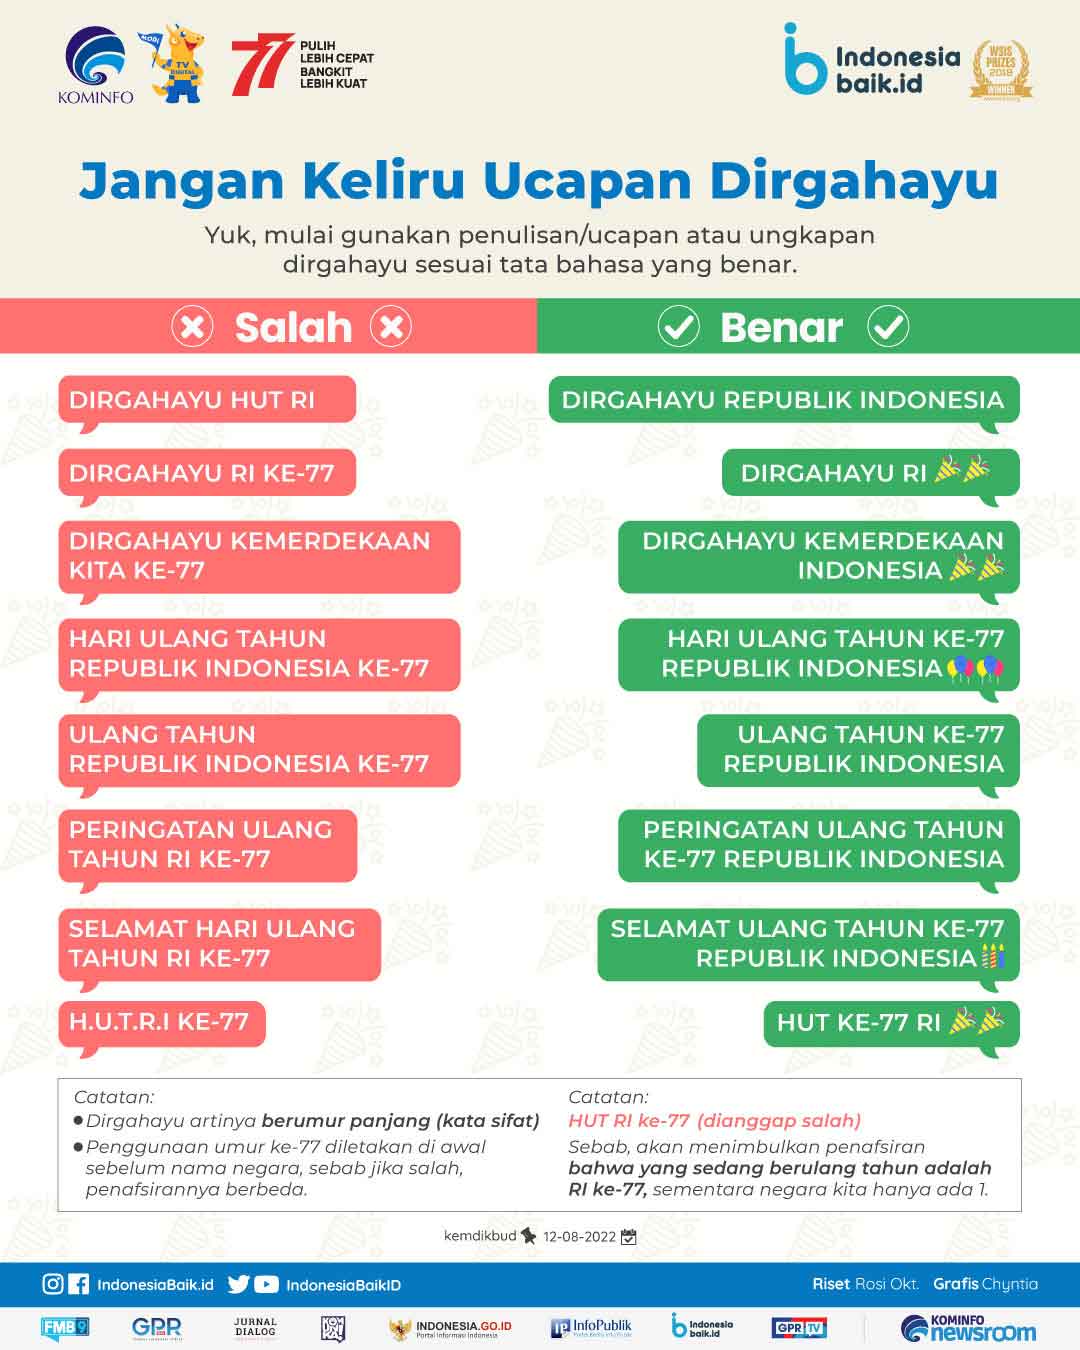 KOMINFO
MODI
TV
DIGITAL
77
PULIH
LEBIH CEPAT
BANGKIT
LEBIH KUAT
Indonesia
baik.id
WSIS
PRIZES
2019
WINNER
Jangan Keliru Ucapan Dirgahayu
Yuk, mulai gunakan penulisan/ucapan atau ungkapan
dirgahayu sesuai tata bahasa yang benar.
Salah
DIRGAHAYU HUT RI
DIRGAHAYU RI KE-77
DIRGAHAYU KEMERDEKAAN
KITA KE-77
HARI ULANG TAHUN
REPUBLIK INDONESIA KE-77
ULANG TAHUN
REPUBLIK INDONESIA KE-77
PERINGATAN ULANG
TAHUN RI KE-77
SELAMAT HARI ULANG
TAHUN RI KE-77
H.U.T.R.I KE-77
Benar
DIRGAHAYU REPUBLIK INDONESIA
DIRGAHAYU RI 🎉🎉
DIRGAHAYU KEMERDEKAAN
INDONESIA 🎉🎉
HARI ULANG TAHUN KE-77
REPUBLIK INDONESIA
ULANG TAHUN KE-77
REPUBLIK INDONESIA
PERINGATAN ULANG TAHUN
KE-77 REPUBLIK INDONESIA
SELAMAT ULANG TAHUN KE-77
REPUBLIK INDONESIA
HUT KE-77 RI 🎉🎉
Catatan:
• Dirgahayu artinya berumur panjang (kata sifat)
• Penggunaan umur ke-77 diletakan di awal
sebelum nama negara, sebab jika salah,
penafsirannya berbeda.
Catatan:
HUT RI ke-77 (dianggap salah)
Sebab, akan menimbulkan penafsiran
bahwa yang sedang berulang tahun adalah
RI ke-77, sementara negara kita hanya ada 1.
kemdikbud 12-08-2022
IndonesiaBaik.id
IndonesiaBaikID
Riset Rosi Okt. Grafis Chyntia
FMB9
GPR
JURNAL
DIALOG
INDONESIA.GO.ID
Portal Informasi Indonesia
InfoPublik
Indonesia
baik.id
GPR TV
KOMINFO
newsroom